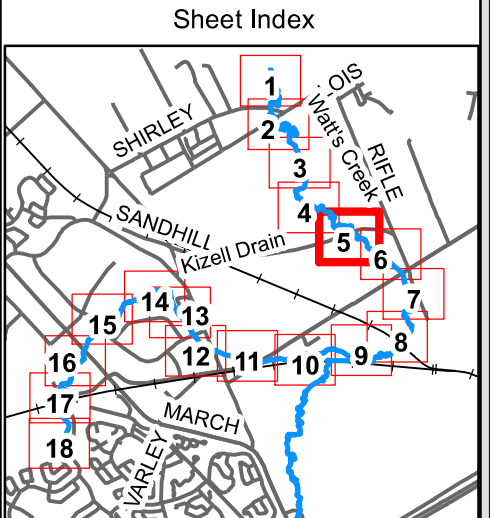 Sheet Index
1
OIS
SHIRLEY
2
Watt's Creek
RIFLE
3
4
SANDHILL
Kizell Drain
5
6
7
14
13
15
8
12
11
10
9
16
17
MARCH
18
VARLEY